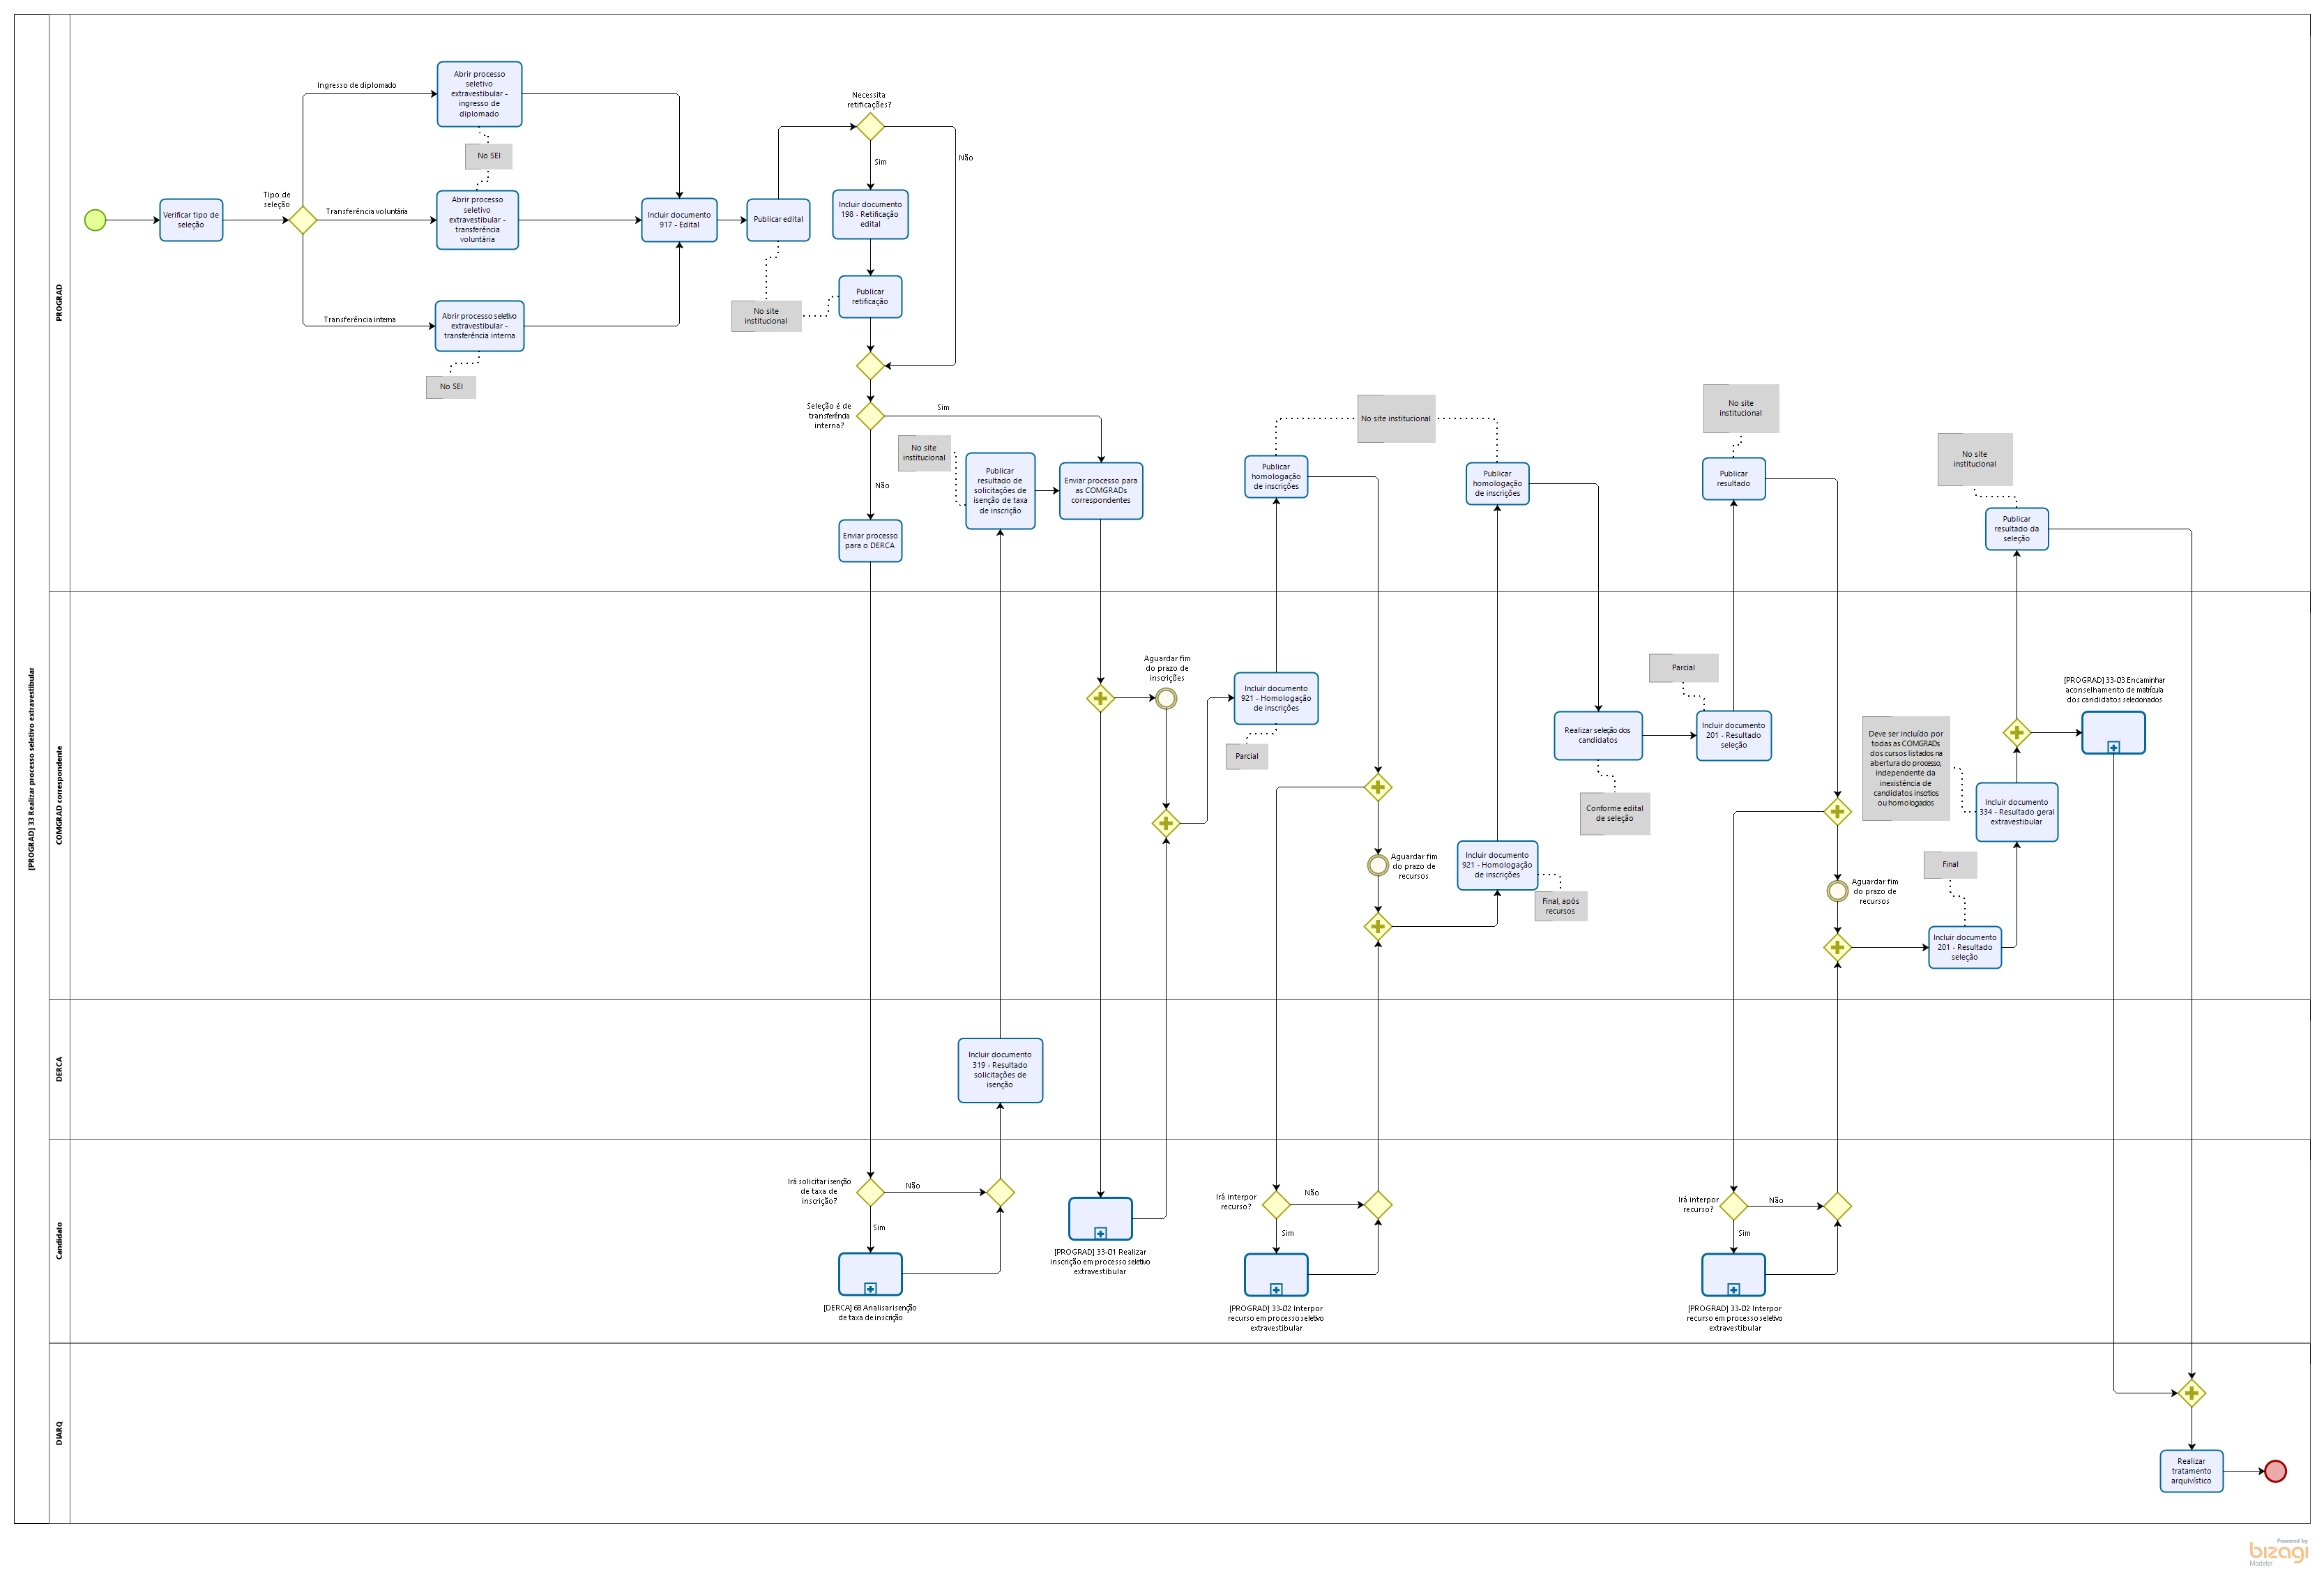 [PROGRAD] 33 Realizar processo seletivo extravestibular
PROGRAD
Verificar tipo de
seleção
Tipo de
seleção
Ingresso de diplomado
Transferência voluntária
Transferência interna
Abrir processo
seletivo
extravestibular -
ingresso de
diplomado
No SEI
Abrir processo
seletivo
extravestibular -
transferência
voluntária
Abrir processo seletivo
extravestibular -
transferência interna
No SEI
Incluir documento
917 - Edital
Publicar edital
No site
institucional
Necessita
retificações?
Sim
Não
Incluir documento
198 - Retificação
edital
Publicar
retificação
Seleção é de
transferência
interna?
Sim
Não
Enviar processo
para o DERCA
No site
institucional
Publicar
resultado de
solicitações de
isenção de taxa
de inscrição
Enviar processo para
as COMGRADs
correspondentes
Publicar
homologação
de inscrições
No site institucional
Publicar
homologação
de inscrições
No site
institucional
Publicar
resultado
No site
institucional
Publicar
resultado da
seleção
COMGRAD correspondente
Aguardar fim
do prazo de
inscrições
Incluir documento
921 - Homologação
de inscrições
Parcial
Aguardar fim
do prazo de
recursos
Incluir documento
921 - Homologação
de inscrições
Final, após
recursos
Realizar seleção dos
candidatos
Conforme edital
de seleção
Parcial
Incluir documento
201 - Resultado
seleção
Aguardar fim
do prazo de
recursos
Final
Incluir documento
201 - Resultado
seleção
Deve ser incluído por
todas as COMGRADs
dos cursos listados na
abertura do processo,
independente da
inexistência de
candidatos inscritos
ou homologados
Incluir documento
334 - Resultado geral
extravestibular
[PROGRAD] 33-03 Encaminhar
aconselhamento de matrícula
dos candidatos selecionados
DERCA
Incluir documento
319 - Resultado
solicitações de
isenção
Candidato
Irá solicitar isenção
de taxa de
inscrição?
Não
Sim
[DERCA] 68 Analisar isenção
de taxa de inscrição
[PROGRAD] 33-01 Realizar
inscrição em processo seletivo
extravestibular
Irá interpor
recurso?
Não
Sim
[PROGRAD] 33-02 Interpor
recurso em processo seletivo
extravestibular
Irá interpor
recurso?
Não
Sim
[PROGRAD] 33-02 Interpor
recurso em processo seletivo
extravestibular
DIARQ
Realizar
tratamento
arquivístico
Powered by
bizagi
Modeler